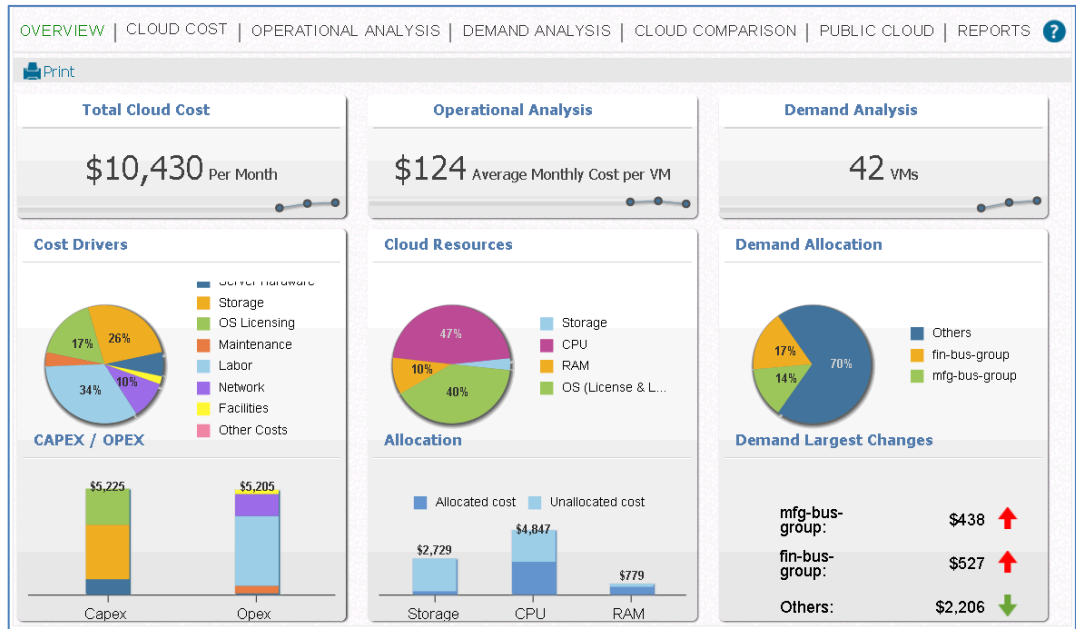 OVERVIEW | CLOUD COST | OPERATIONAL ANALYSIS | DEMAND ANALYSIS | CLOUD COMPARISON | PUBLIC CLOUD | REPORTS ?
Print
Total Cloud Cost
$10,430 Per Month
Operational Analysis
$124 Average Monthly Cost per VM
Demand Analysis
42 VMs
Cost Drivers
Server Hardware
Storage
OS Licensing
Maintenance
Labor
Network
Facilities
Other Costs
26%
17%
10%
34%
Cloud Resources
47%
10%
40%
Storage
CPU
RAM
OS (License & L...
Demand Allocation
17%
70%
14%
Others
fin-bus-group
mfg-bus-group
CAPEX / OPEX
$5,225
$5,205
Capex
Opex
Allocation
Allocated cost
Unallocated cost
$2,729
$4,847
$779
Storage
CPU
RAM
Demand Largest Changes
mfg-bus-
group:
$438
fin-bus-
group:
$527
Others:
$2,206